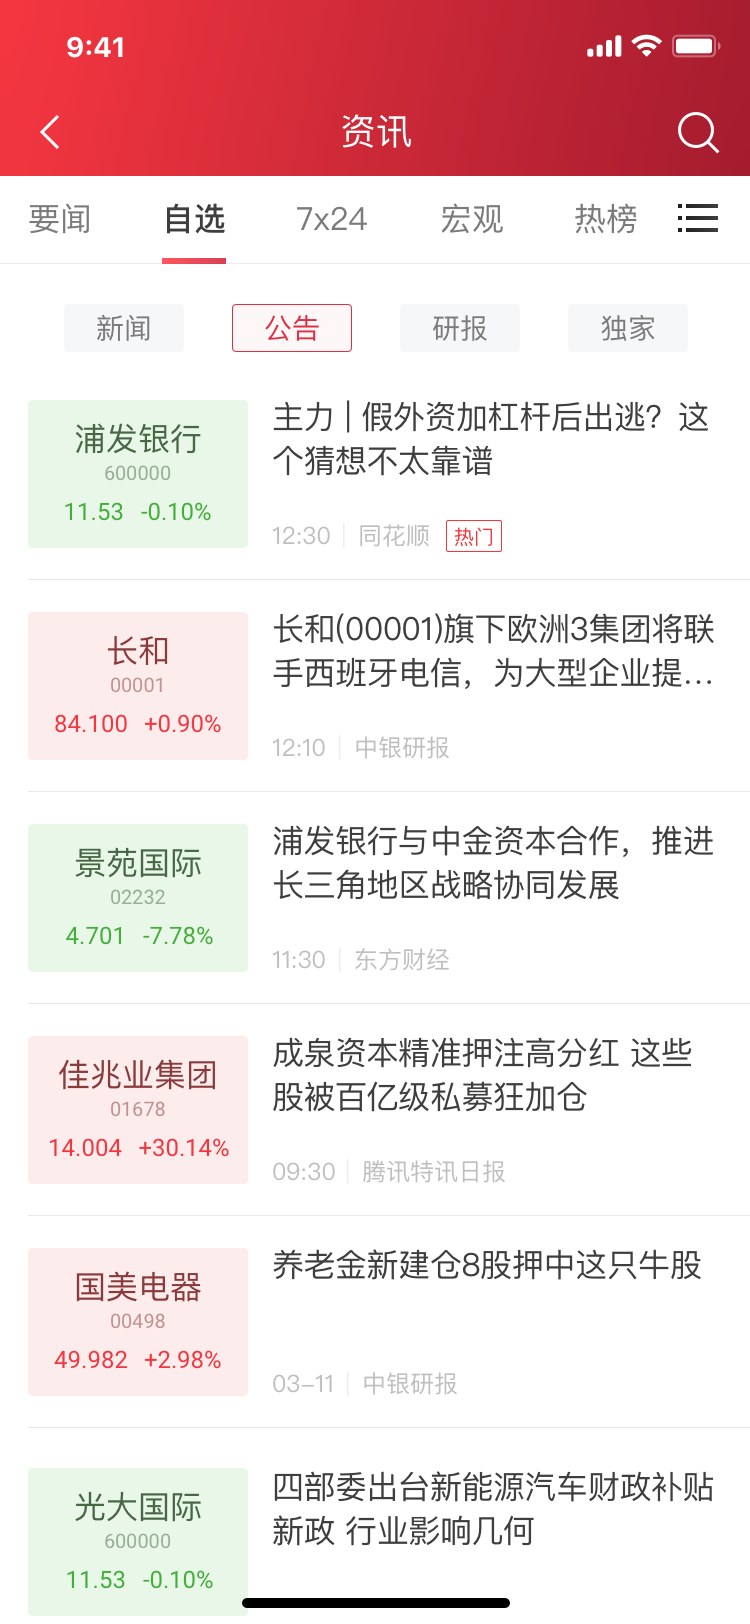 9:41
资讯
要闻 自选 7x24 宏观 热榜
新闻 公告 研报 独家
浦发银行
600000
11.53 -0.10%
主力 | 假外资加杠杆后出逃？这
个猜想不太靠谱
12:30 同花顺 热门
长和
00001
84.100 +0.90%
长和(00001)旗下欧洲3集团将联
手西班牙电信，为大型企业提...
12:10 中银研报
景苑国际
02232
4.701 -7.78%
浦发银行与中金资本合作，推进
长三角地区战略协同发展
11:30 东方财经
佳兆业集团
01678
14.004 +30.14%
成泉资本精准押注高分红 这些
股被百亿级私募狂加仓
09:30 腾讯特讯日报
国美电器
00498
49.982 +2.98%
养老金新建仓8股押中这只牛股
03-11 中银研报
光大国际
600000
11.53 -0.10%
四部委出台新能源汽车财政补贴
新政 行业影响几何